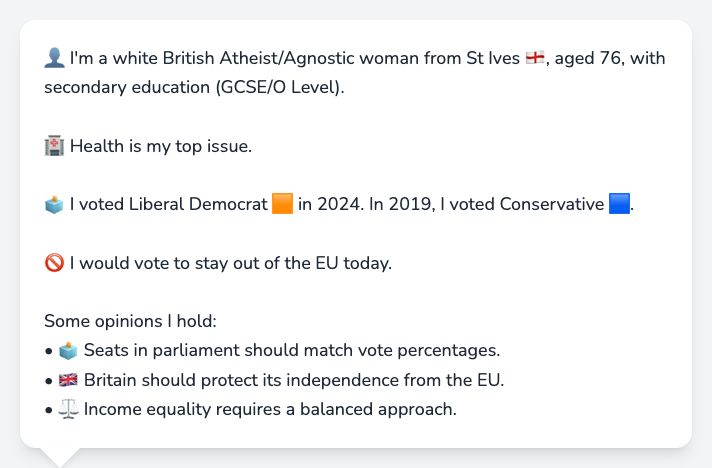 👤 I'm a white British Atheist/Agnostic woman from St Ives 🏴󠁧󠁢󠁥󠁮󠁧󠁿, aged 76, with
secondary education (GCSE/O Level).
🏥 Health is my top issue.
🗳️ I voted Liberal Democrat 🟧 in 2024. In 2019, I voted Conservative 🟦.
🚫 I would vote to stay out of the EU today.
Some opinions I hold:
• 🗳️ Seats in parliament should match vote percentages.
• 🇬🇧 Britain should protect its independence from the EU.
• ⚖️ Income equality requires a balanced approach.